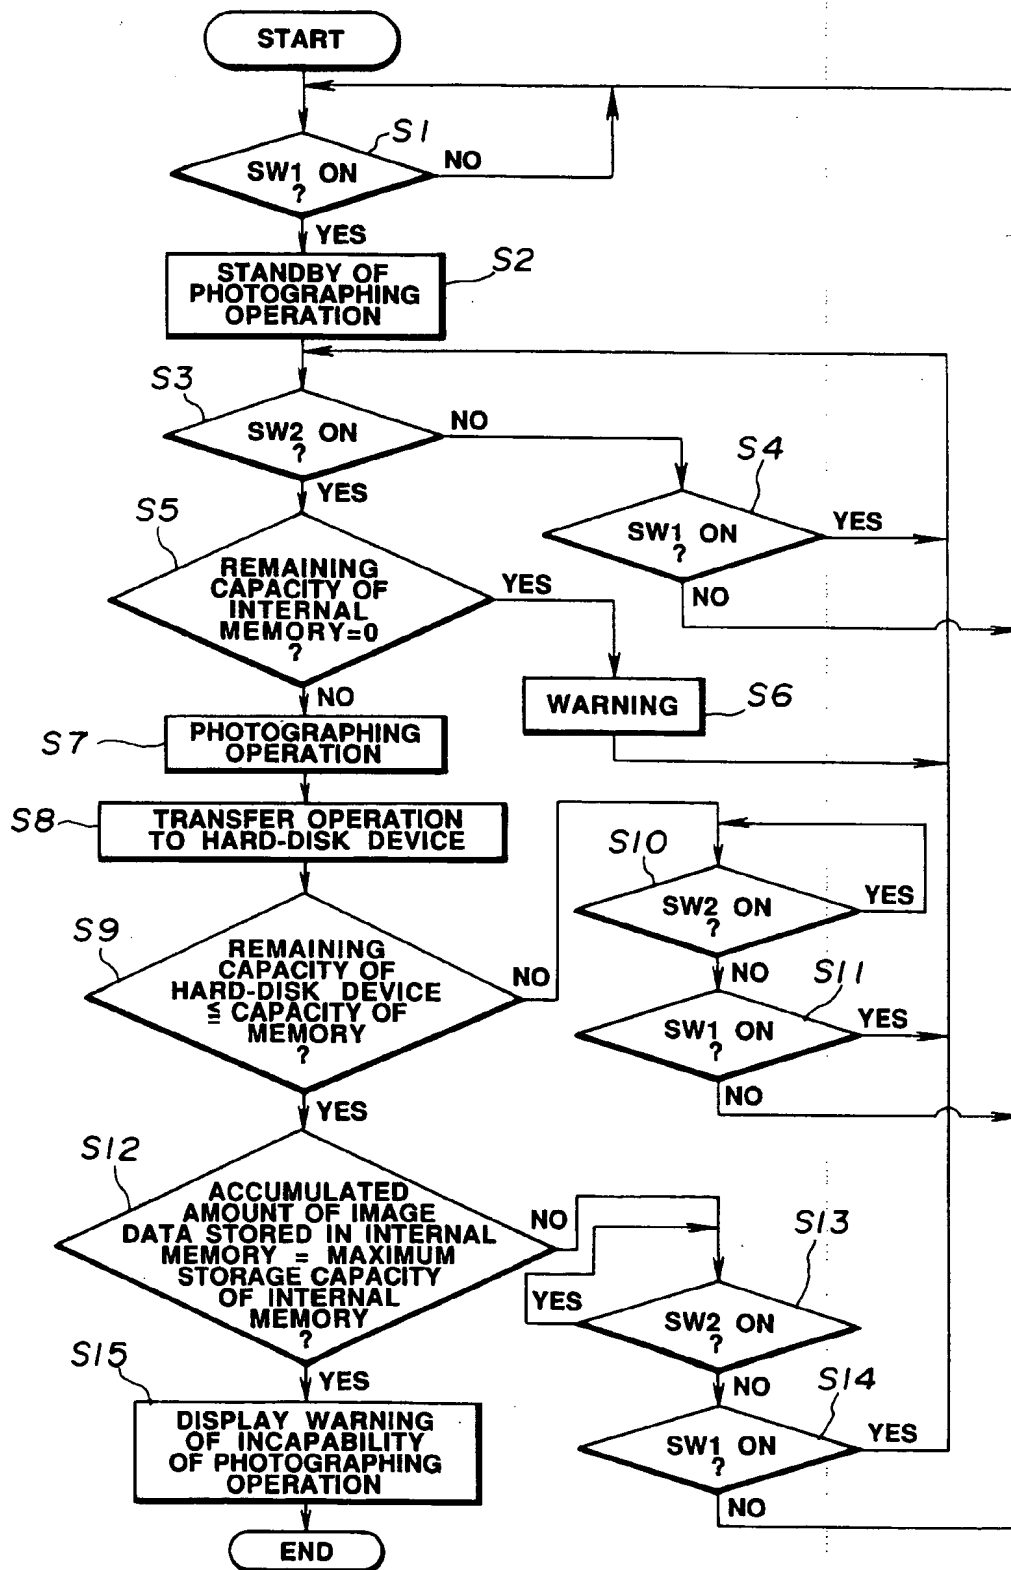 START
S1
SW1 ON
?
NO
YES
S2
STANDBY OF
PHOTOGRAPHING
OPERATION
S3
SW2 ON
?
NO
YES
S4
SW1 ON
?
YES
NO
S5
REMAINING
CAPACITY OF
INTERNAL
MEMORY=0
?
YES
NO
WARNING
S6
S7
PHOTOGRAPHING
OPERATION
S8
TRANSFER OPERATION
TO HARD-DISK DEVICE
S9
REMAINING
CAPACITY OF
HARD-DISK DEVICE
≦ CAPACITY OF
MEMORY
?
NO
YES
S10
SW2 ON
?
YES
NO
S11
SW1 ON
?
YES
NO
S12
ACCUMULATED
AMOUNT OF IMAGE
DATA STORED IN INTERNAL
MEMORY = MAXIMUM
STORAGE CAPACITY
OF INTERNAL
MEMORY
?
NO
YES
S13
YES
SW2 ON
?
NO
S14
SW1 ON
?
YES
NO
S15
DISPLAY WARNING
OF INCAPABILITY
OF PHOTOGRAPHING
OPERATION
END